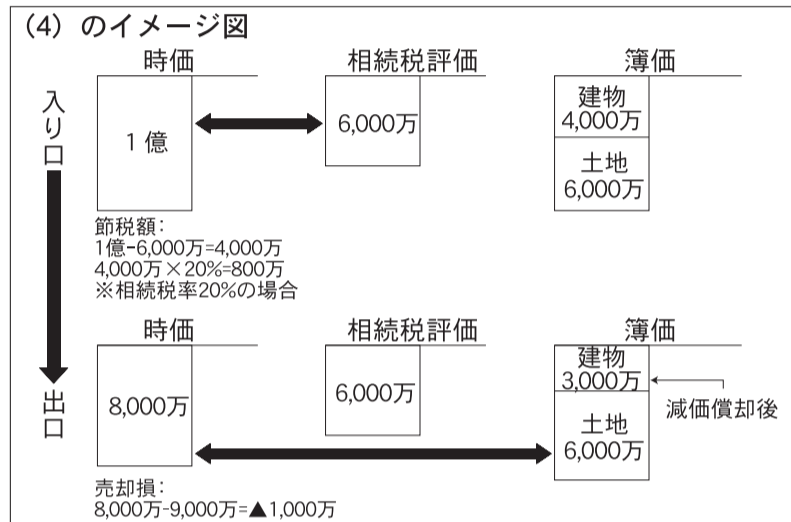 (4) のイメージ図
時価
相続税評価
簿価
入り口
1億
6,000万
建物
4,000万
土地
6,000万
節税額：
1億-6,000万=4,000万
4,000万×20%=800万
※相続税率20%の場合
時価
相続税評価
簿価
出口
8,000万
6,000万
建物
3,000万
減価償却後
土地
6,000万
売却損：
8,000万-9,000万=▲1,000万